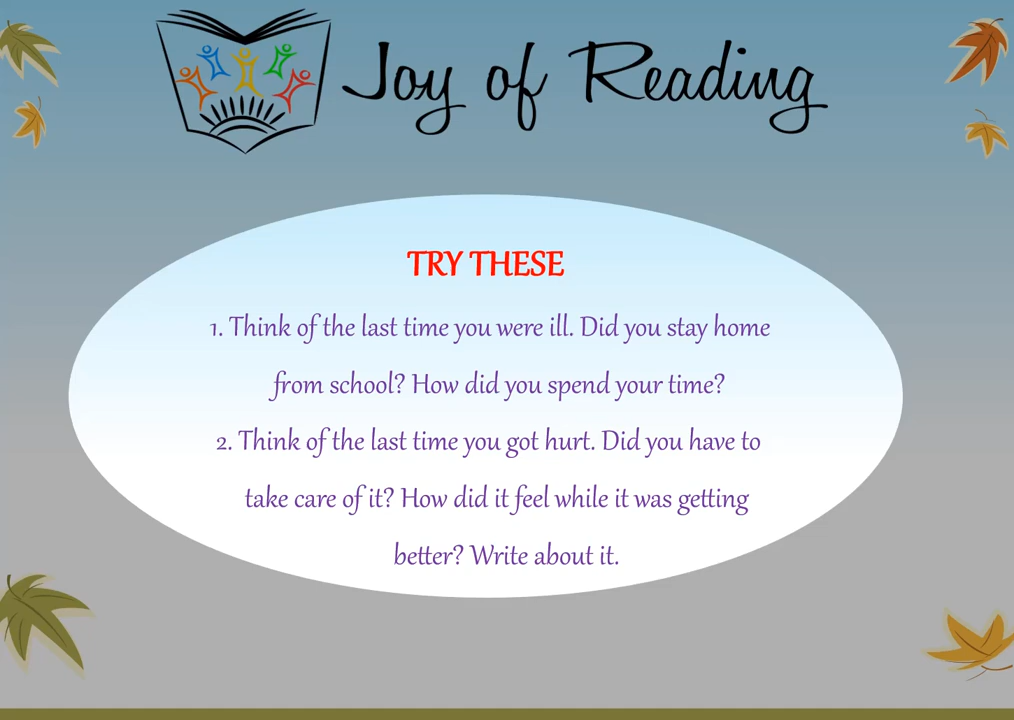 Joy of Reading
TRY THESE
1. Think of the last time you were ill. Did you stay home
from school? How did you spend your time?
2. Think of the last time you got hurt. Did you have to
take care of it? How did it feel while it was getting
better? Write about it.